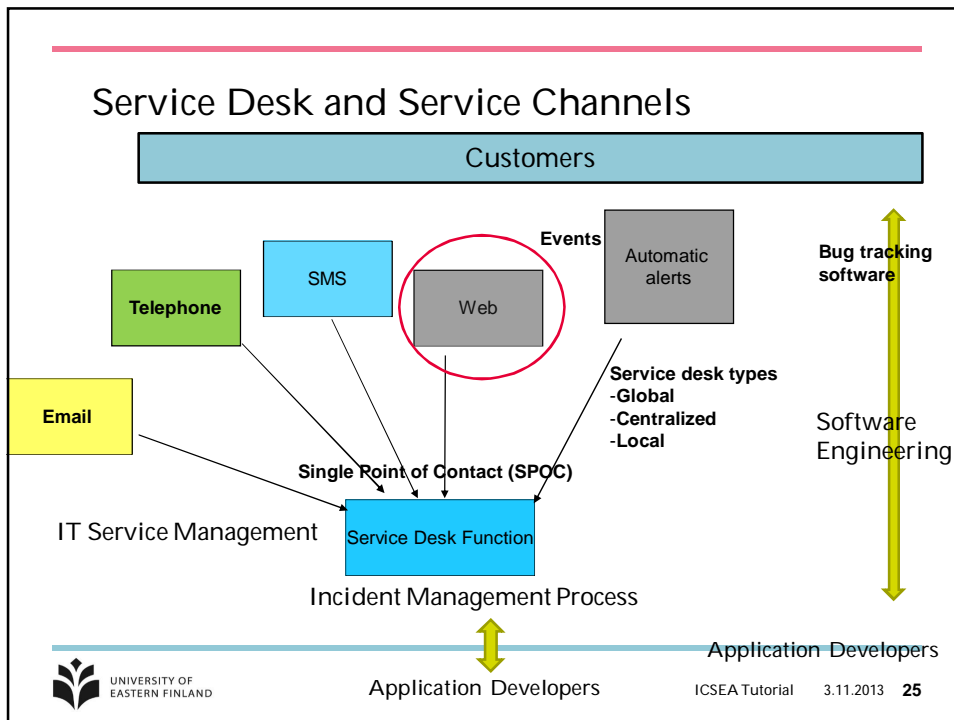 Service Desk and Service Channels
Customers
Events
Automatic
alerts
Bug tracking
software
SMS
Web
Telephone
Service desk types
-Global
-Centralized
-Local
Email
Software
Engineering
Single Point of Contact (SPOC)
IT Service Management
Service Desk Function
Incident Management Process
Application Developers
UNIVERSITY OF
EASTERN FINLAND
Application Developers
ICSEA Tutorial 3.11.2013 25